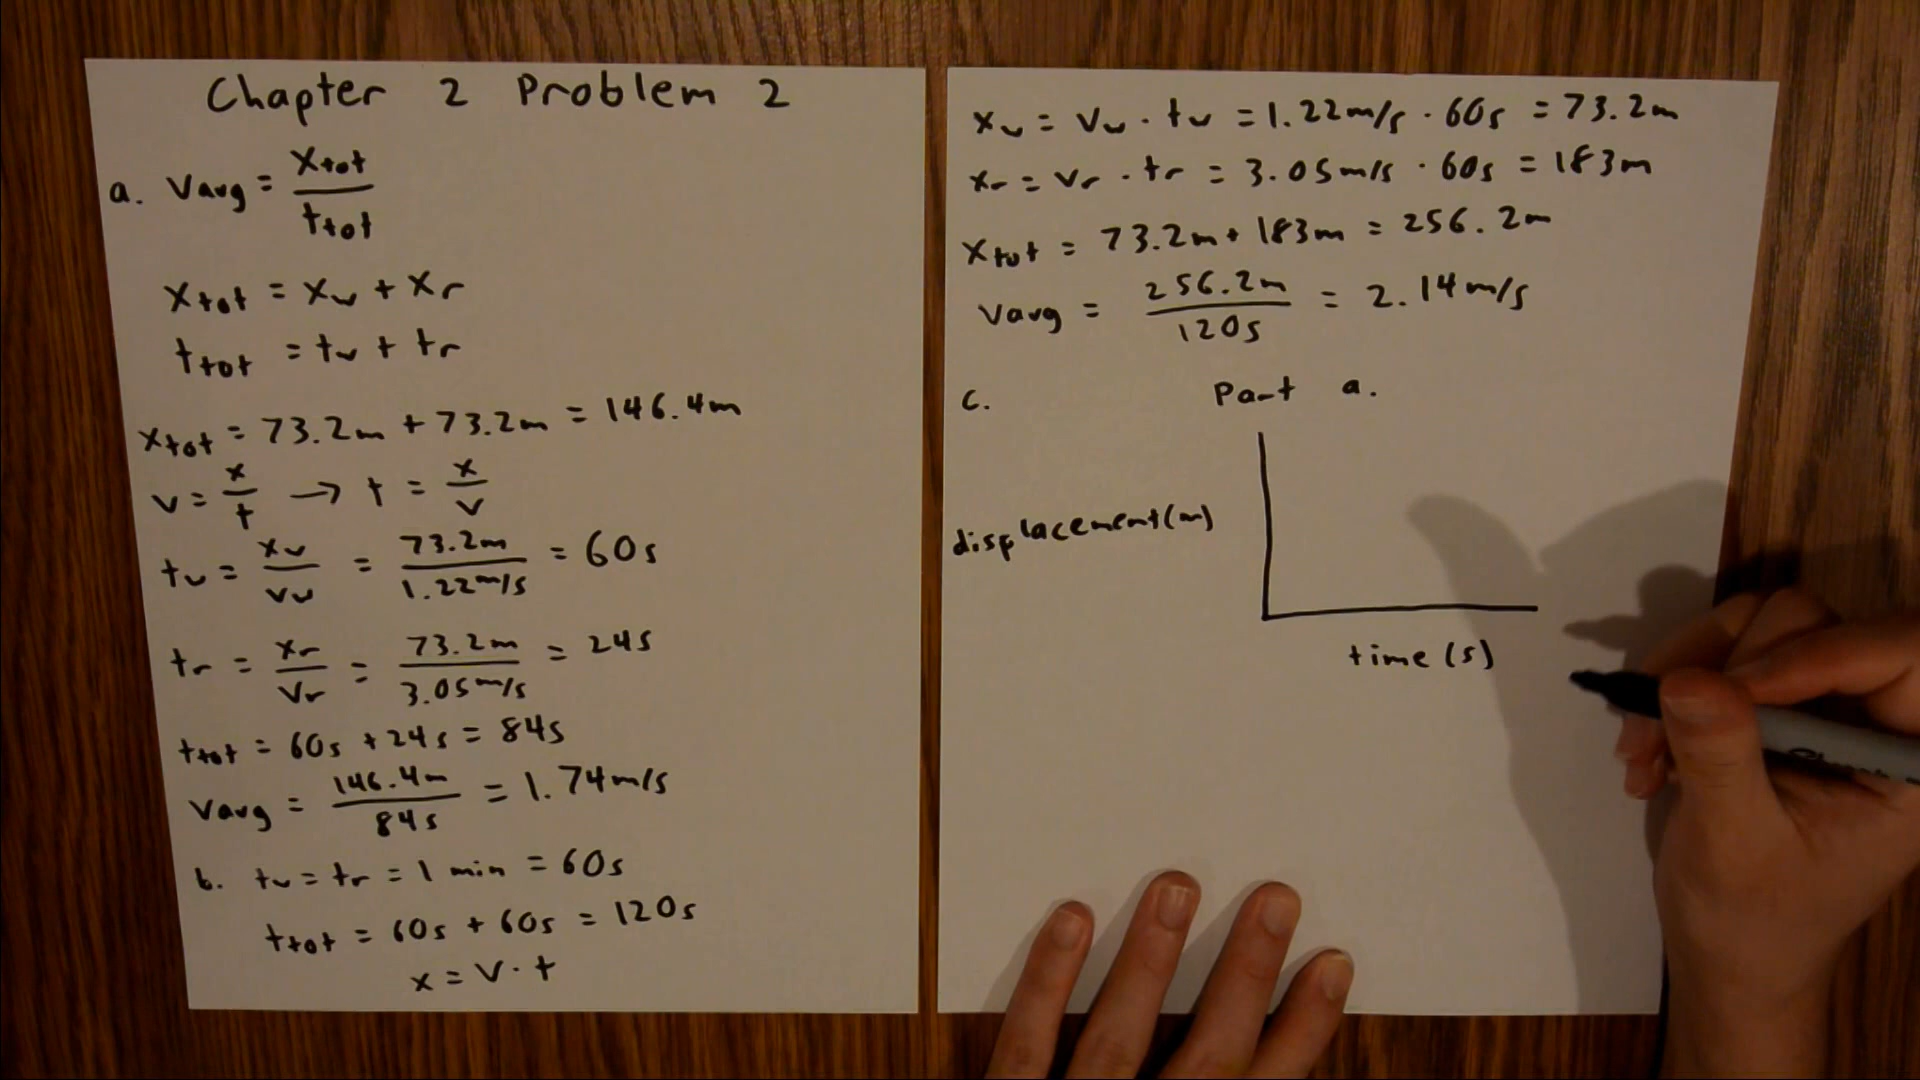 Chapter 2 Problem 2
a. Vavg = xtot / ttot
xtot = xw + xr
ttot = tw + tr
xtot = 73.2m + 73.2m = 146.4m
v = x/t → t = x/v
tw = xw/vw = 73.2m / 1.22m/s = 60s
tr = xr/vr = 73.2m / 3.05m/s = 24s
ttot = 60s + 24s = 84s
Vavg = 146.4m / 84s = 1.74m/s
b. tw = tr = 1 min = 60s
ttot = 60s + 60s = 120s
x = v · t
xw = vw · tw = 1.22m/s · 60s = 73.2m
xr = vr · tr = 3.05m/s · 60s = 183m
xtot = 73.2m + 183m = 256.2m
Vavg = 256.2m / 120s = 2.14m/s
c. Part a.
displacement(m)
time (s)